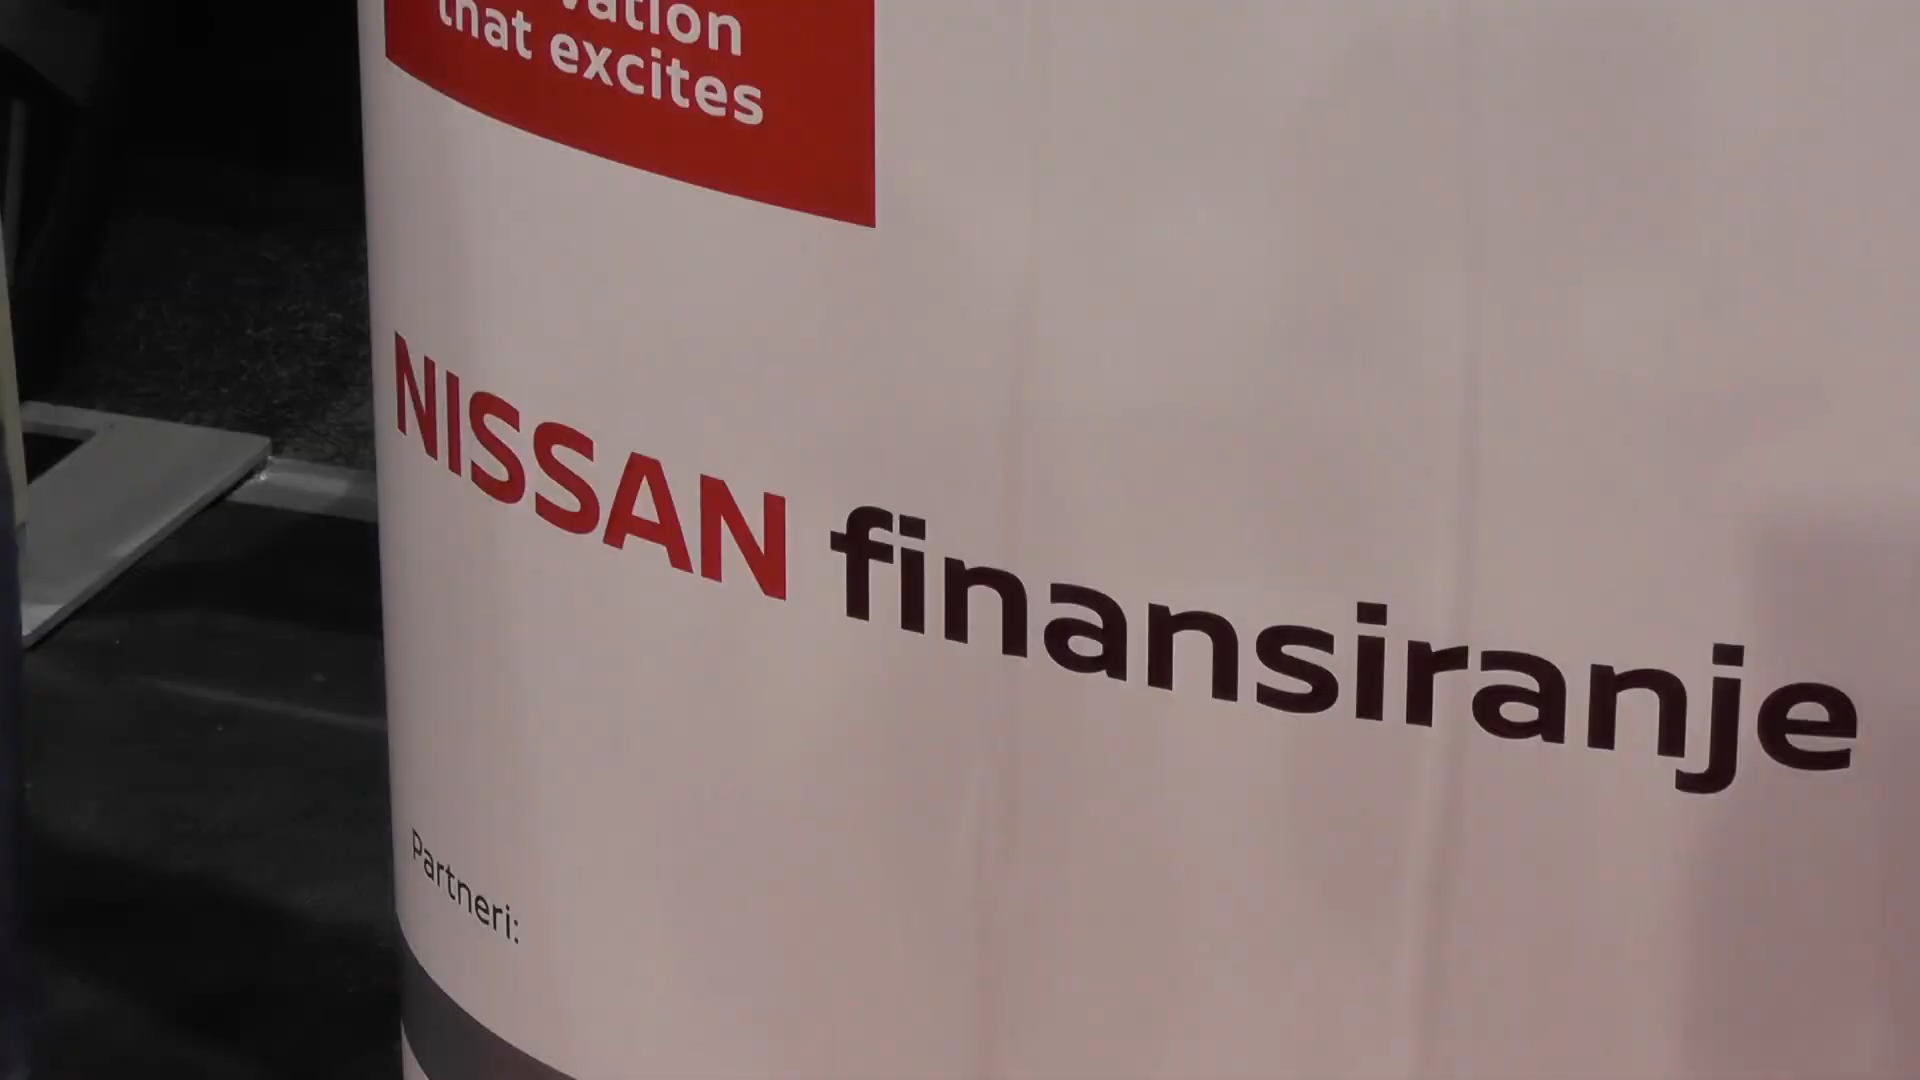 that excites
NISSAN finansiranje
Partneri: